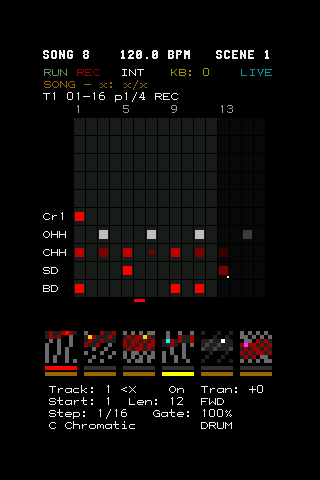 SONG 8 120.0 BPM SCENE 1
RUN REC INT KB: O LIVE
SONG - x: x/x
T1 01-16 p1/4 REC
1 5 9 13
Cr1
OHH
CHH
SD
BD
Track: 1 <X On Tran: +0
Start: 1 Len: 12 FWD
Step: 1/16 Gate: 100%
C Chromatic DRUM